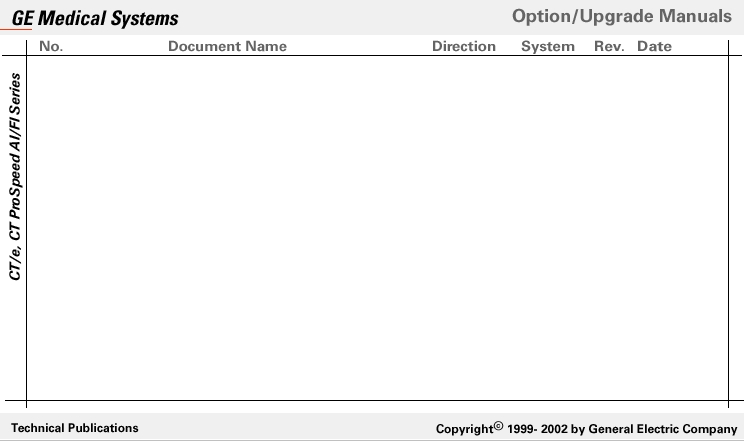 GE Medical Systems
Option/Upgrade Manuals
No. Document Name Direction System Rev. Date
CT/e, CT ProSpeed AI/FI Series
Technical Publications
Copyright© 1999- 2002 by General Electric Company